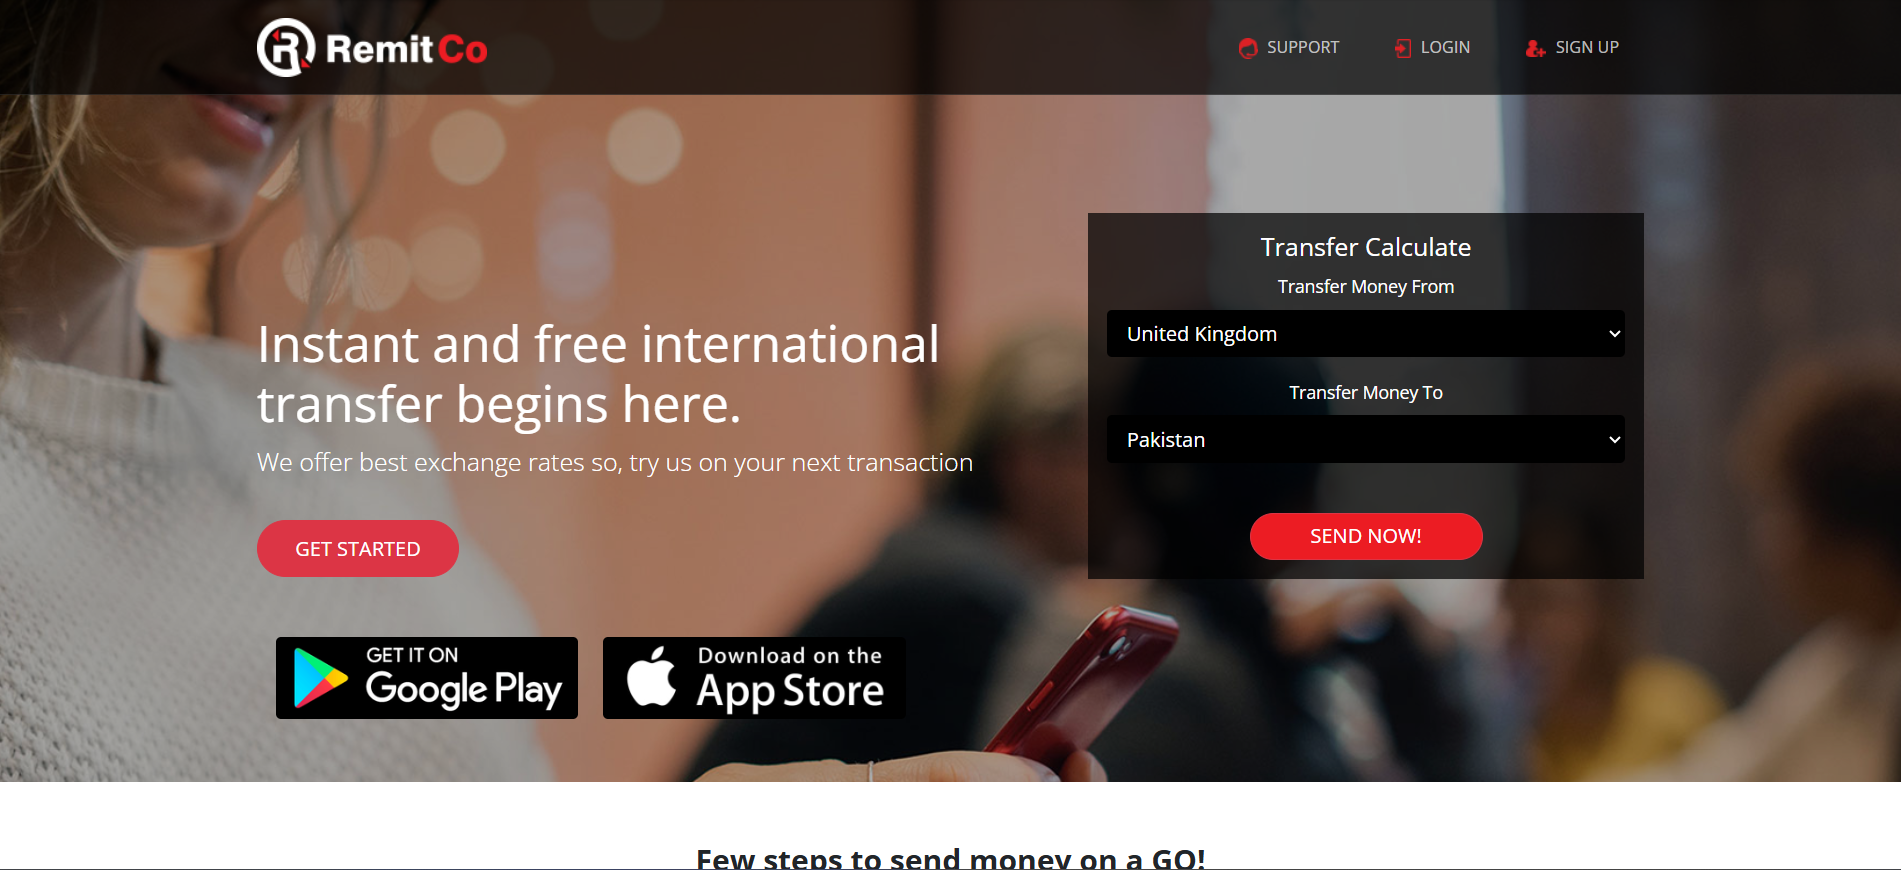 RemitCo
SUPPORT
LOGIN
SIGN UP
Instant and free international
transfer begins here.
We offer best exchange rates so, try us on your next transaction
GET STARTED
GET IT ON
Google Play
Download on the
App Store
Transfer Calculate
Transfer Money From
United Kingdom
Transfer Money To
Pakistan
SEND NOW!
Few steps to send money on a GO!